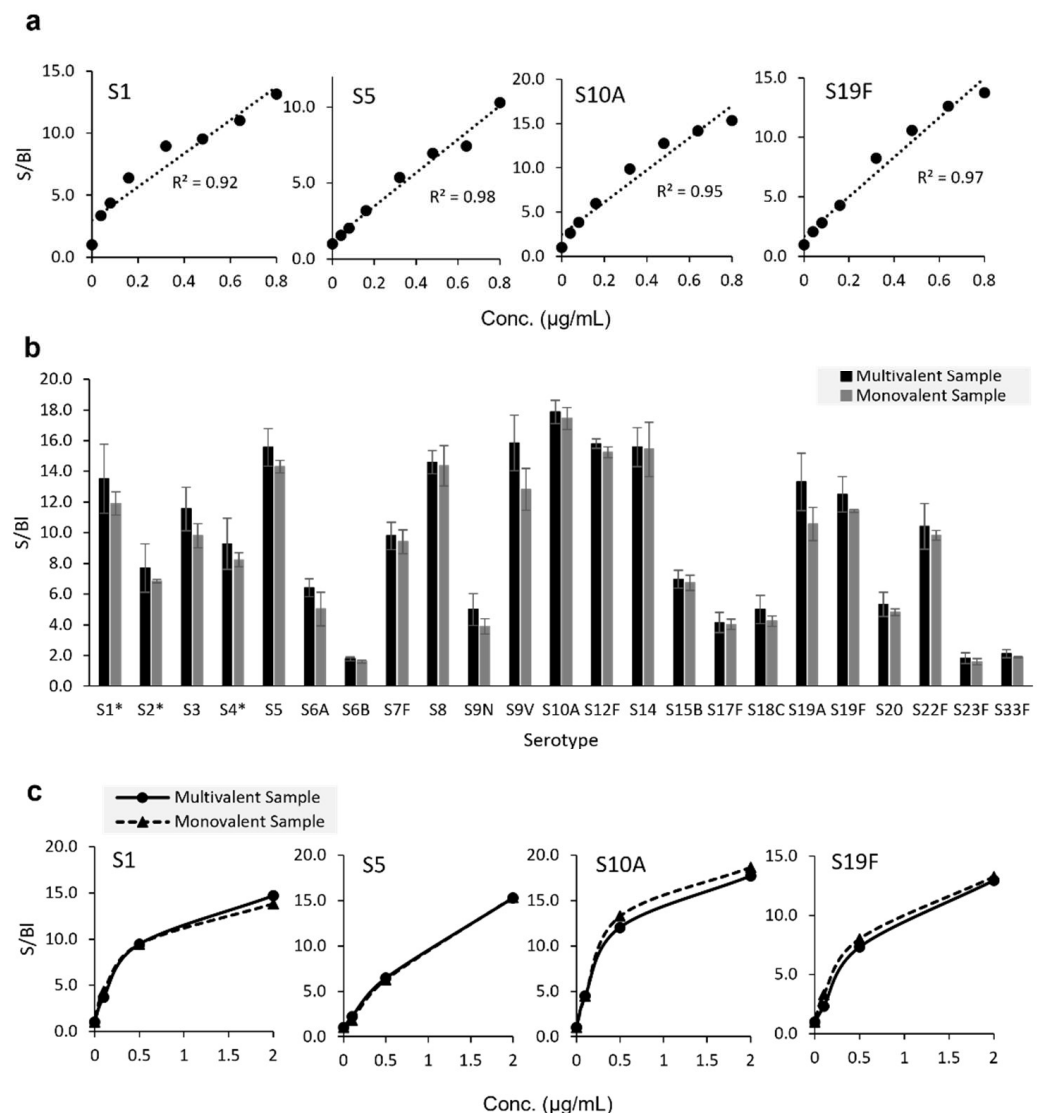 a
S1
S5
S10A
S19F
15.0
10.0
5.0
0.0
10.0
5.0
0.0
20.0
15.0
10.0
5.0
0.0
15.0
10.0
5.0
0.0
S/Bl
R² = 0.92
R² = 0.98
R² = 0.95
R² = 0.97
0 0.2 0.4 0.6 0.8
0 0.2 0.4 0.6 0.8
0 0.2 0.4 0.6 0.8
0 0.2 0.4 0.6 0.8
Conc. (µg/mL)
b
20.0
18.0
16.0
14.0
12.0
10.0
8.0
6.0
4.0
2.0
0.0
S/Bl
Multivalent Sample
Monovalent Sample
S1* S2* S3 S4* S5 S6A S6B S7F S8 S9N S9V S10A S12F S14 S15B S17F S18C S19A S19F S20 S22F S23F S33F
Serotype
c
Multivalent Sample
Monovalent Sample
S1
S5
S10A
S19F
20.0
15.0
10.0
5.0
0.0
20.0
15.0
10.0
5.0
0.0
20.0
15.0
10.0
5.0
0.0
15.0
10.0
5.0
0.0
S/Bl
0 0.5 1 1.5 2
0 0.5 1 1.5 2
0 0.5 1 1.5 2
0 0.5 1 1.5 2
Conc. (µg/mL)